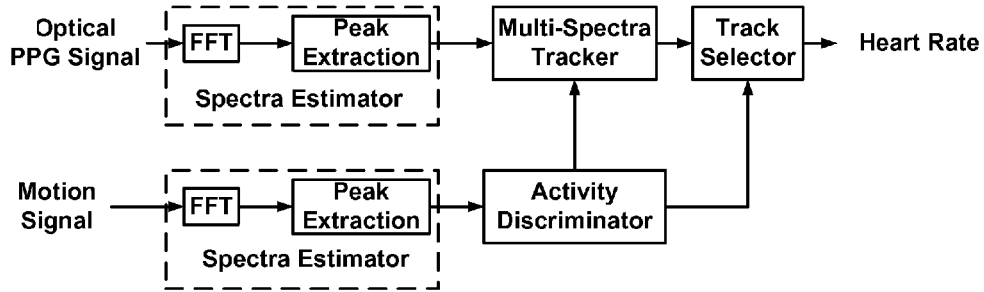 Optical
PPG Signal
FFT
Peak
Extraction
Spectra Estimator
Multi-Spectra
Tracker
Track
Selector
Heart Rate
Motion
Signal
FFT
Peak
Extraction
Spectra Estimator
Activity
Discriminator